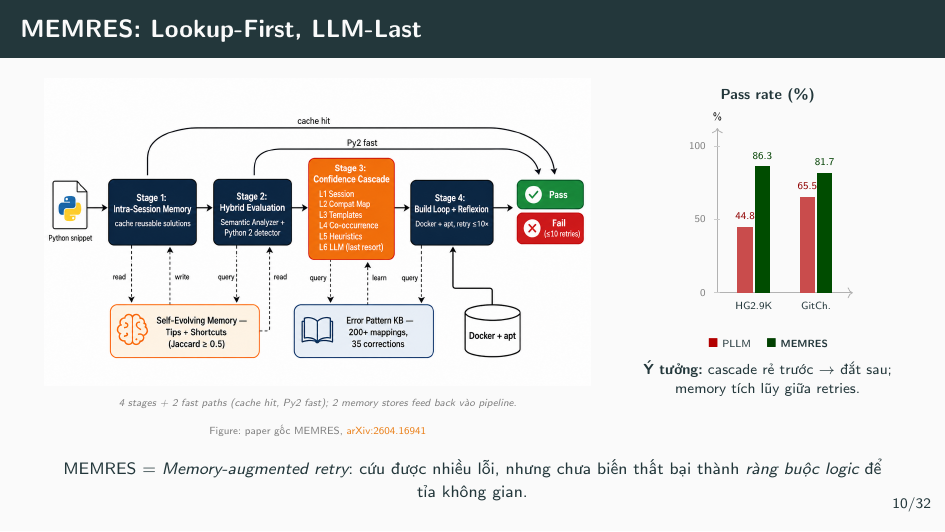 MEMRES: Lookup-First, LLM-Last
cache hit
Py2 fast
Python snippet
Stage 1:
Intra-Session Memory
cache reusable solutions
Stage 2:
Hybrid Evaluation
Semantic Analyzer +
Python 2 detector
Stage 3:
Confidence Cascade
L1 Session
L2 Compat Map
L3 Templates
L4 Co-occurrence
L5 Heuristics
L6 LLM (last resort)
Stage 4:
Build Loop + Reflexion
Docker + apt, retry ≤10×
Pass
Fail
(≤10 retries)
read
write
query
read
query
learn
query
Self-Evolving Memory —
Tips + Shortcuts
(Jaccard ≥ 0.5)
Error Pattern KB —
200+ mappings,
35 corrections
Docker + apt
4 stages + 2 fast paths (cache hit, Py2 fast); 2 memory stores feed back vào pipeline.
Figure: paper gốc MEMRES, arXiv:2604.16941
Pass rate (%)
%
100
50
0
44.8
86.3
65.5
81.7
HG2.9K
GitCh.
PLLM
MEMRES
Ý tưởng: cascade rẻ trước → đắt sau;
memory tích lũy giữa retries.
MEMRES = Memory-augmented retry: cứu được nhiều lỗi, nhưng chưa biến thất bại thành ràng buộc logic để
tỉa không gian.
10/32